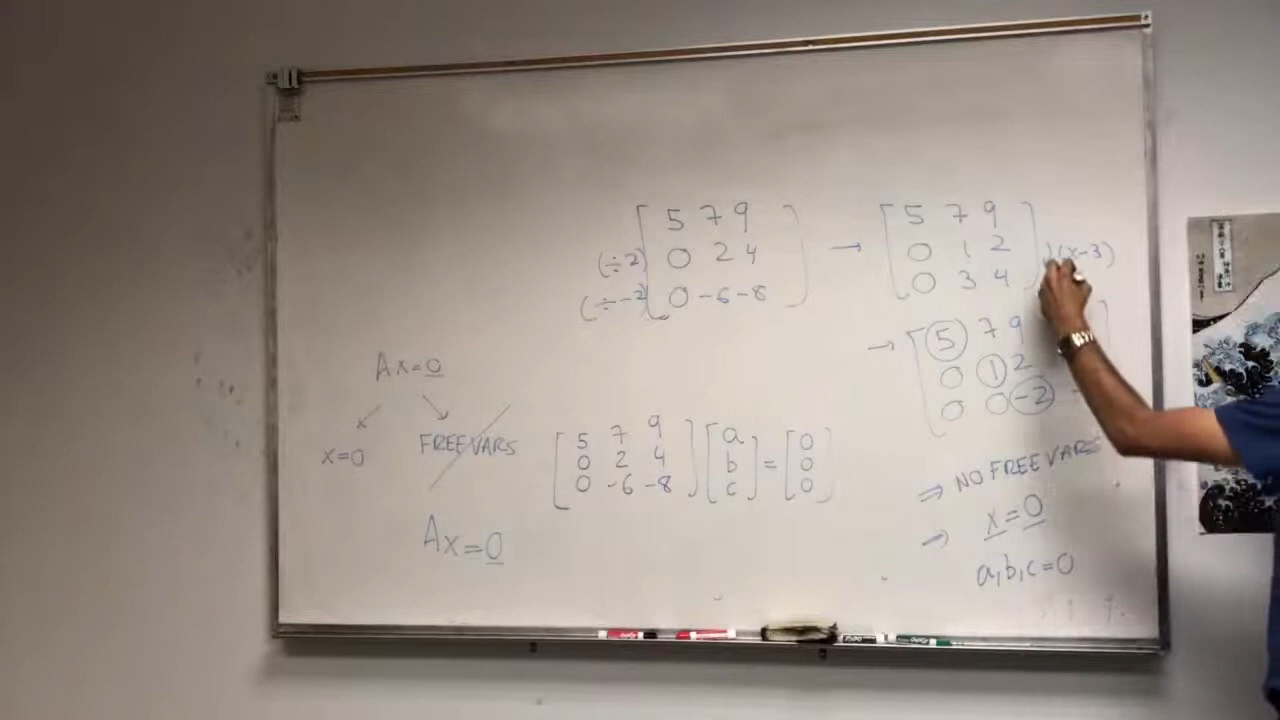 [ 5 7 9 ]
(÷2) [ 0 2 4 ]
(÷-2) [ 0 -6 -8 ]
→ [ 5 7 9 ]
[ 0 1 2 ]
[ 0 3 4 ]
)(x-3)
→ [ 5 7 9 ]
[ 0 1 2 ]
[ 0 0 -2 ]
Ax=0
x=0
FREE VARS
[ 5 7 9 ] [ a ] = [ 0 ]
[ 0 2 4 ] [ b ] [ 0 ]
[ 0 -6 -8 ] [ c ] [ 0 ]
Ax=0
⇒ NO FREE VARS
⇒ x=0
a,b,c=0